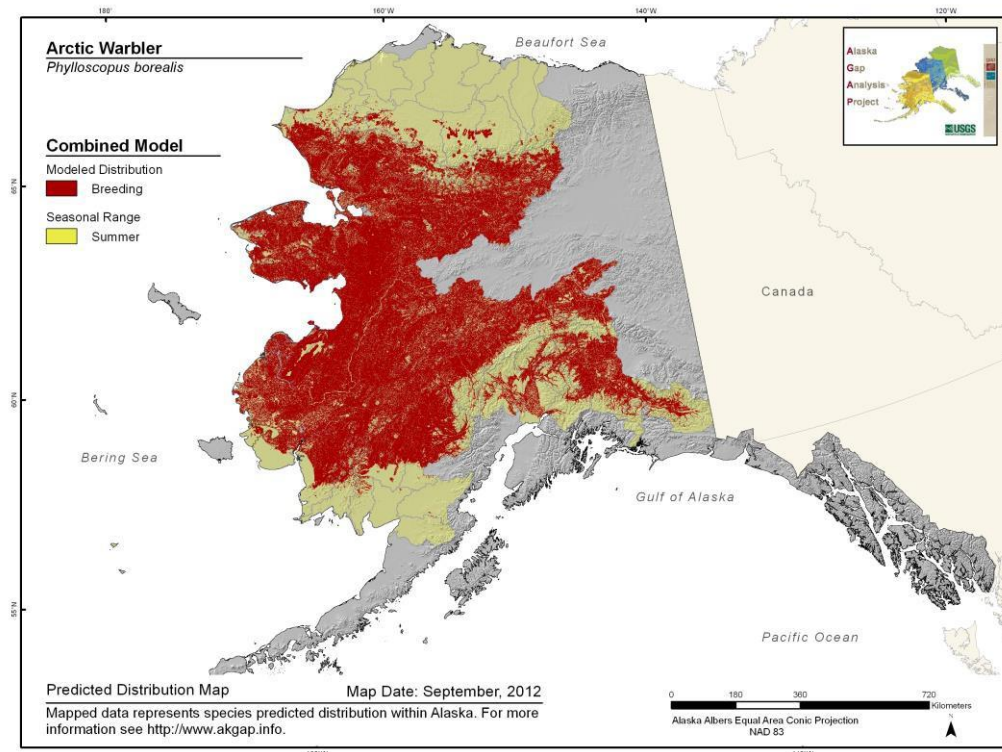 160°W
140°W
120°W
Arctic Warbler
Phylloscopus borealis
Beaufort Sea
Alaska
Gap
Analysis
Project
USGS
Combined Model
Modeled Distribution
Breeding
Seasonal Range
Summer
65°N
Canada
60°N
180°
Bering Sea
Gulf of Alaska
55°N
Pacific Ocean
Predicted Distribution Map
Map Date: September, 2012
Mapped data represents species predicted distribution within Alaska. For more
information see http://www.akgap.info.
0 180 360 720
Kilometers
Alaska Albers Equal Area Conic Projection
NAD 83
N